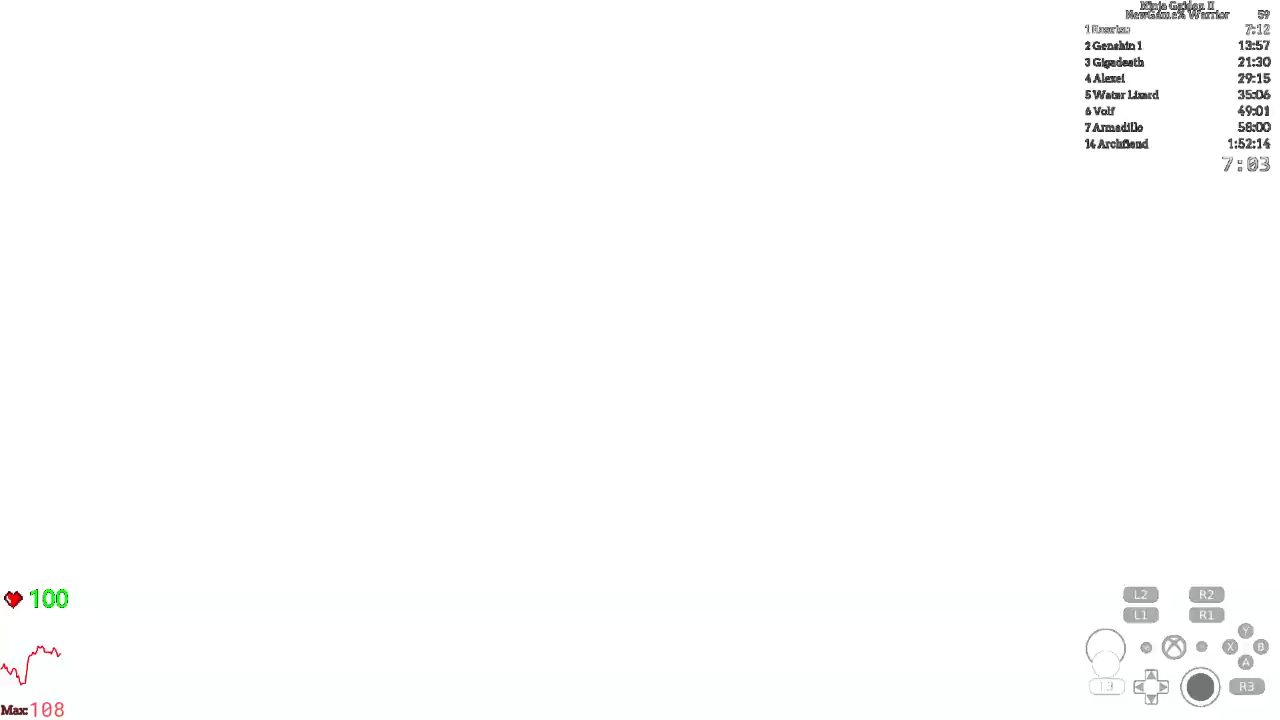 Ninja Gaiden II
NewGame% Warrior 59
1 Rasetsu 7:12
2 Genshin 1 13:57
3 Gigadeath 21:30
4 Alexei 29:15
5 Water Lizard 35:06
6 Volf 49:01
7 Armadillo 58:00
14 Archfiend 1:52:14
7:03
100
Max: 108
L2 R2
L1 R1
Y
X B
A
L3 R3